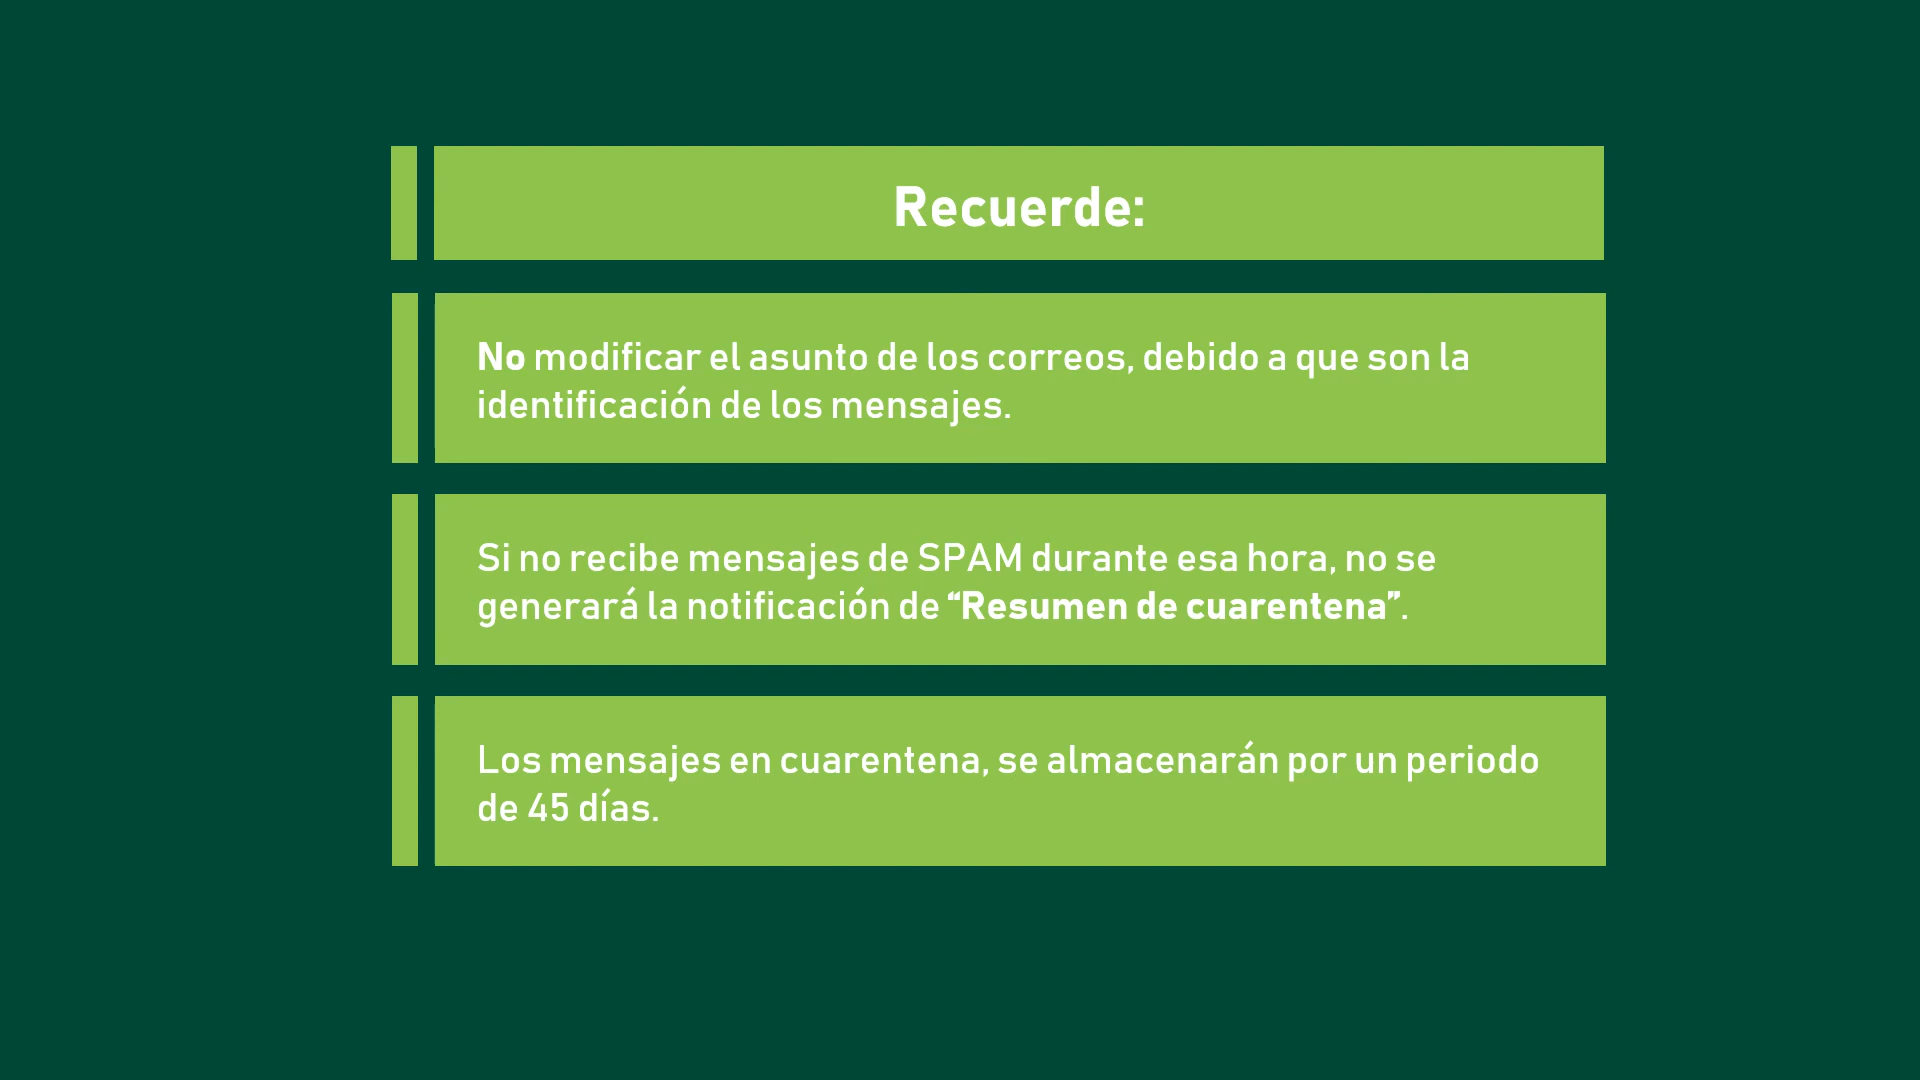 Recuerde:
No modificar el asunto de los correos, debido a que son la
identificación de los mensajes.
Si no recibe mensajes de SPAM durante esa hora, no se
generará la notificación de “Resumen de cuarentena”.
Los mensajes en cuarentena, se almacenarán por un periodo
de 45 días.